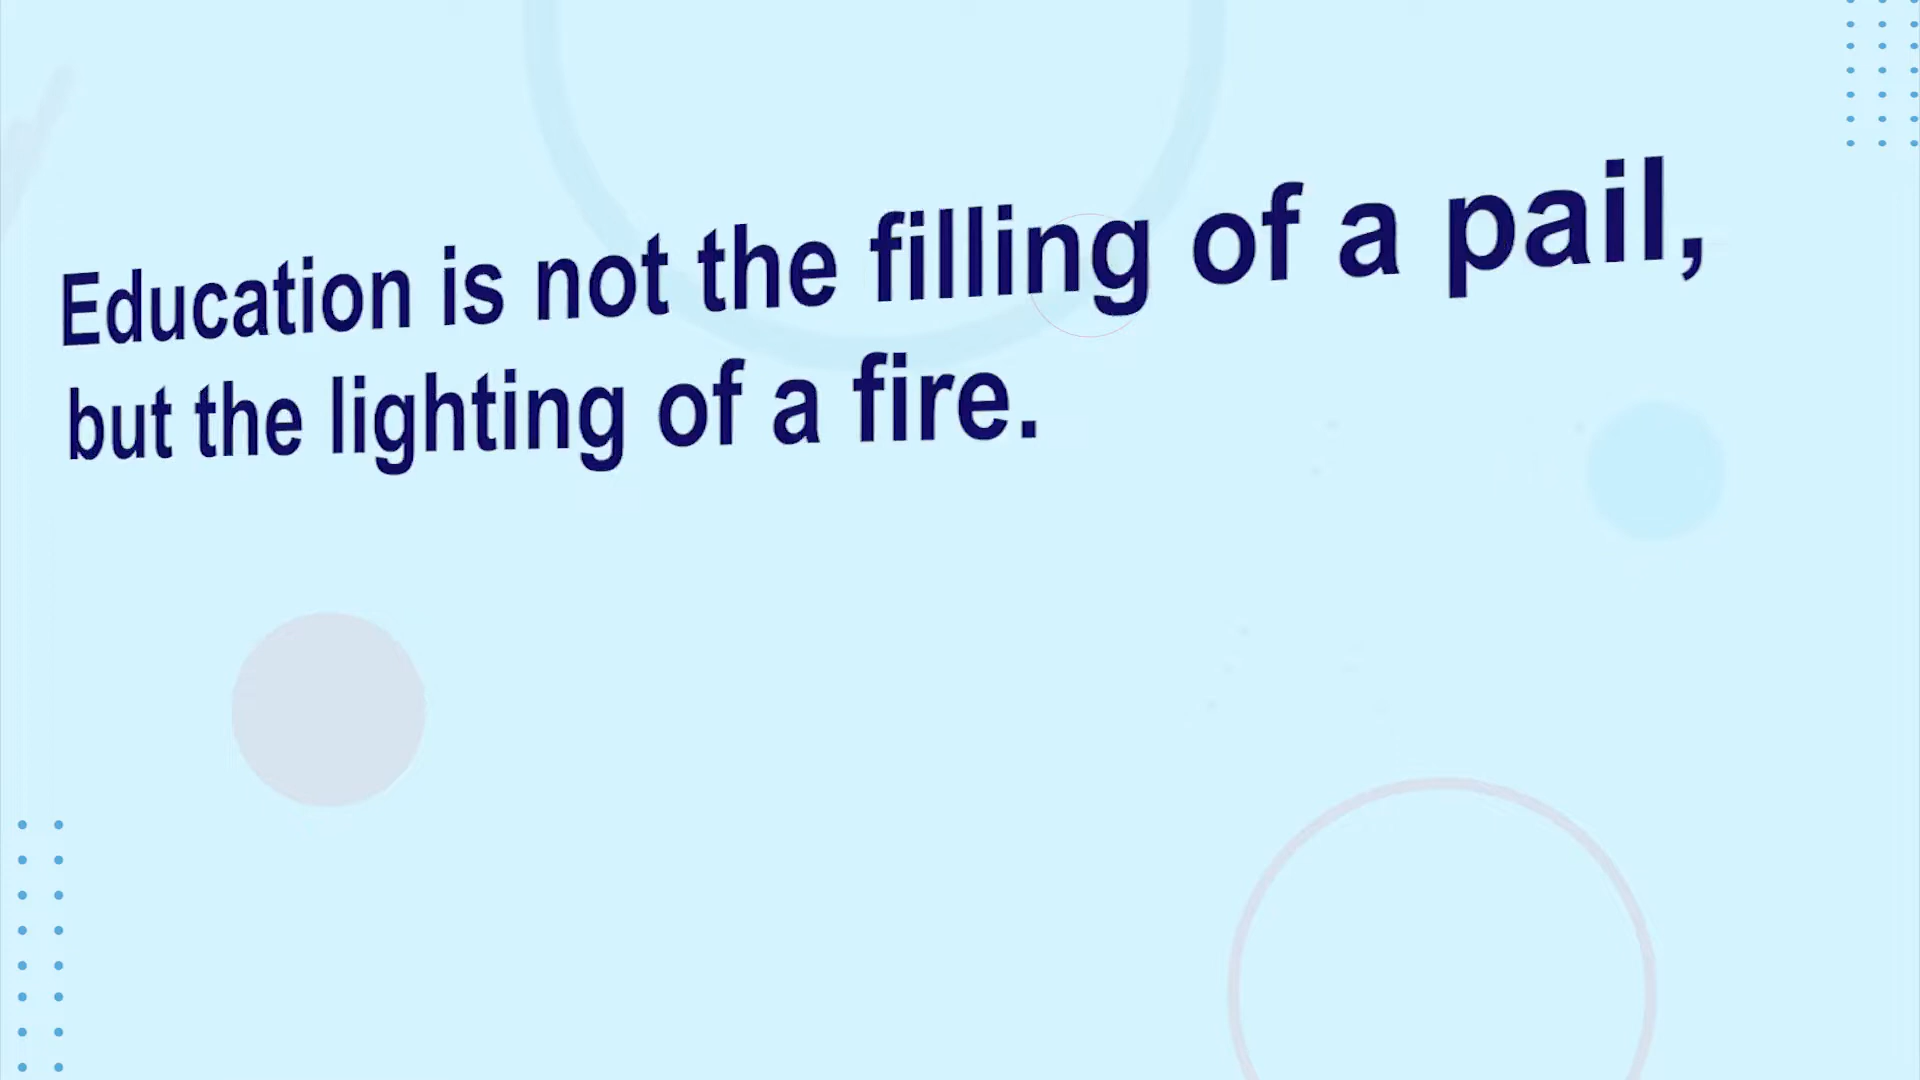 Education is not the filling of a pail,
but the lighting of a fire.